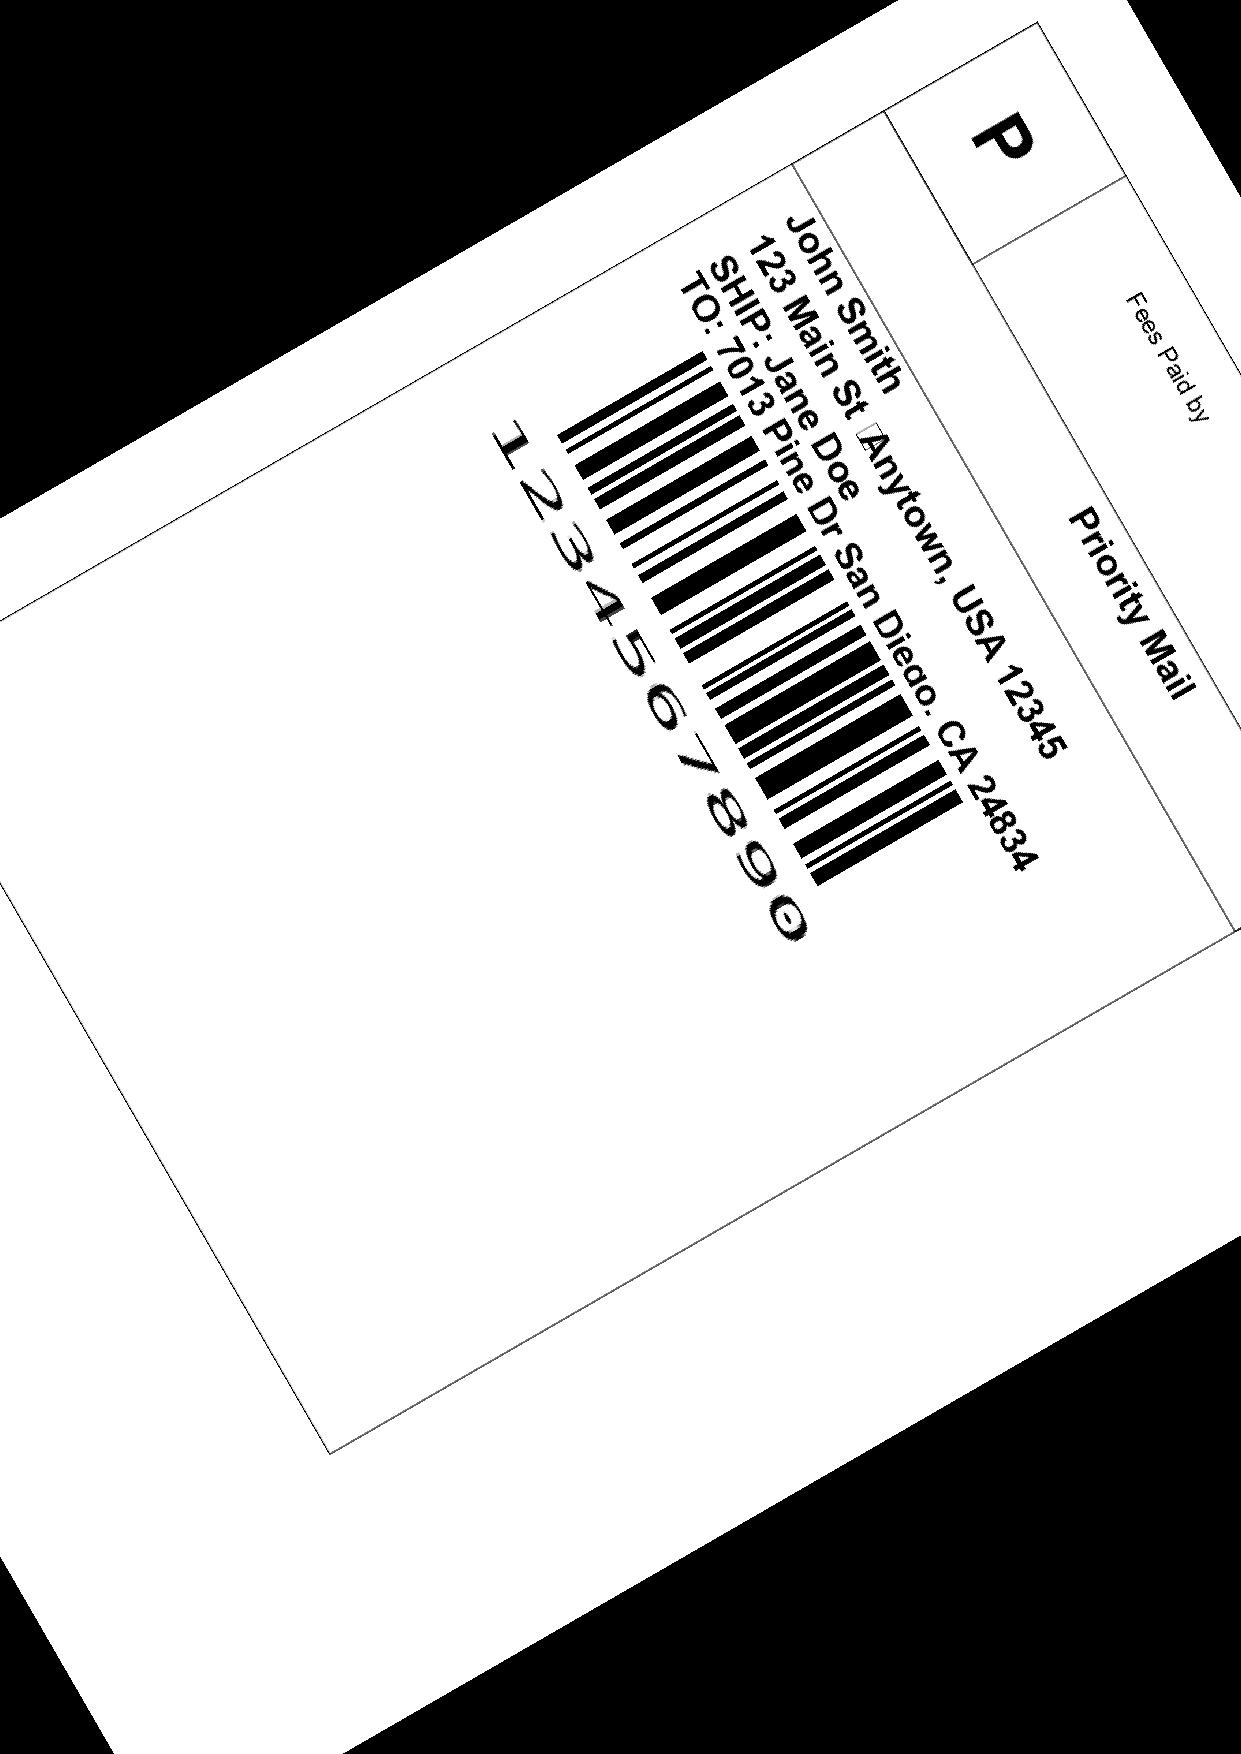 P
Fees Paid by
Priority Mail
John Smith
123 Main St Anytown, USA 12345
SHIP: Jane Doe
TO: 7013 Pine Dr San Diego. CA 24834
1234567890